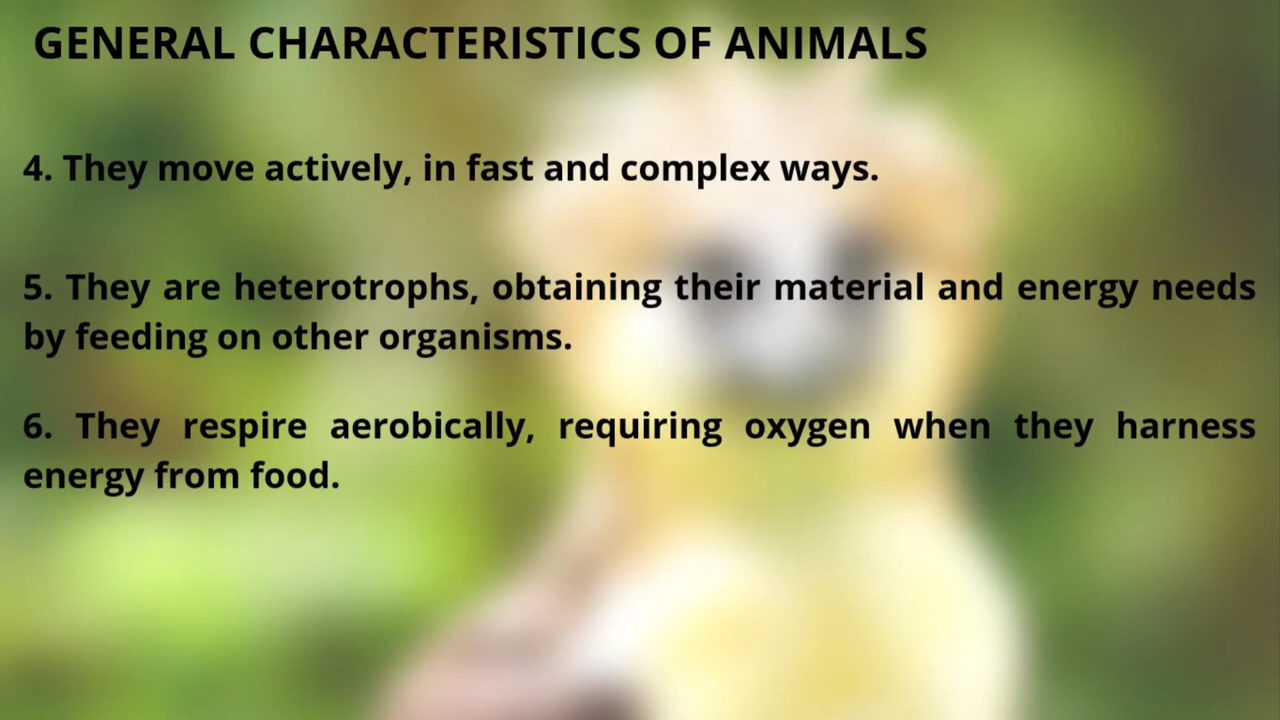 GENERAL CHARACTERISTICS OF ANIMALS
4. They move actively, in fast and complex ways.
5. They are heterotrophs, obtaining their material and energy needs
by feeding on other organisms.
6. They respire aerobically, requiring oxygen when they harness
energy from food.